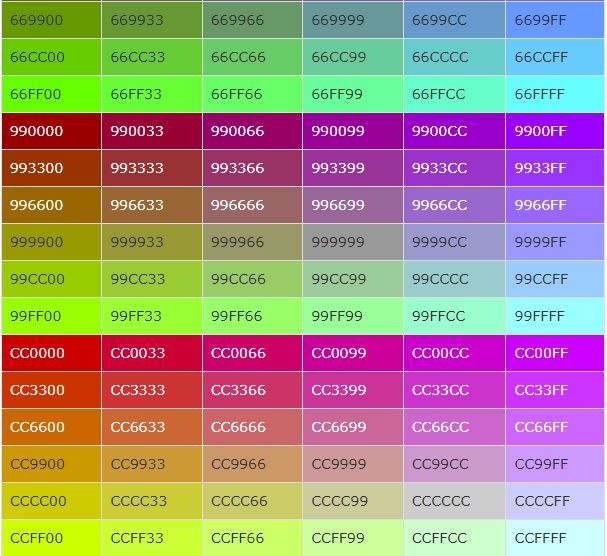 669900 669933 669966 669999 6699CC 6699FF
66CC00 66CC33 66CC66 66CC99 66CCCC 66CCFF
66FF00 66FF33 66FF66 66FF99 66FFCC 66FFFF
990000 990033 990066 990099 9900CC 9900FF
993300 993333 993366 993399 9933CC 9933FF
996600 996633 996666 996699 9966CC 9966FF
999900 999933 999966 999999 9999CC 9999FF
99CC00 99CC33 99CC66 99CC99 99CCCC 99CCFF
99FF00 99FF33 99FF66 99FF99 99FFCC 99FFFF
CC0000 CC0033 CC0066 CC0099 CC00CC CC00FF
CC3300 CC3333 CC3366 CC3399 CC33CC CC33FF
CC6600 CC6633 CC6666 CC6699 CC66CC CC66FF
CC9900 CC9933 CC9966 CC9999 CC99CC CC99FF
CCCC00 CCCC33 CCCC66 CCCC99 CCCCCC CCCCFF
CCFF00 CCFF33 CCFF66 CCFF99 CCFFCC CCFFFF